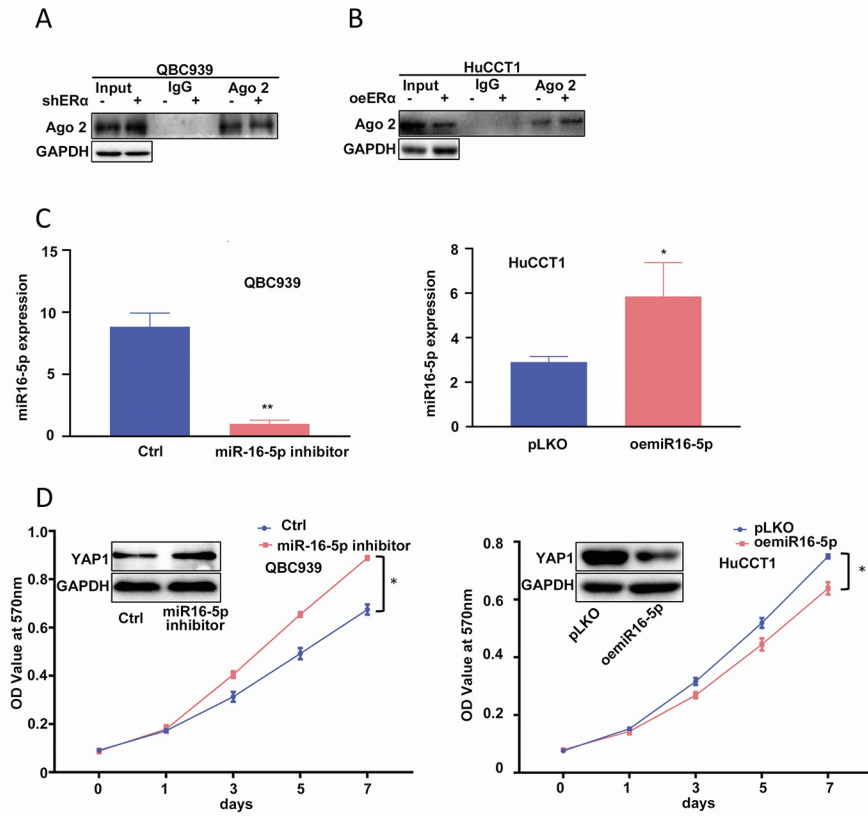 A
QBC939
Input IgG Ago 2
shERα - + - + - +
Ago 2
GAPDH
B
HuCCT1
Input IgG Ago 2
oeERα - + - + - +
Ago 2
GAPDH
C
miR16-5p expression
15
10
5
0
QBC939
**
Ctrl miR-16-5p inhibitor
miR16-5p expression
8
6
4
2
0
HuCCT1
*
pLKO oemiR16-5p
D
OD Value at 570nm
1.0
0.8
0.6
0.4
0.2
0
YAP1
GAPDH
Ctrl miR16-5p
inhibitor
Ctrl
miR-16-5p inhibitor
QBC939
*
0 1 3 5 7
days
OD Value at 570nm
0.8
0.6
0.4
0.2
0
YAP1
GAPDH
pLKO oemiR16-5p
pLKO
oemiR16-5p
HuCCT1
*
0 1 3 5 7
days